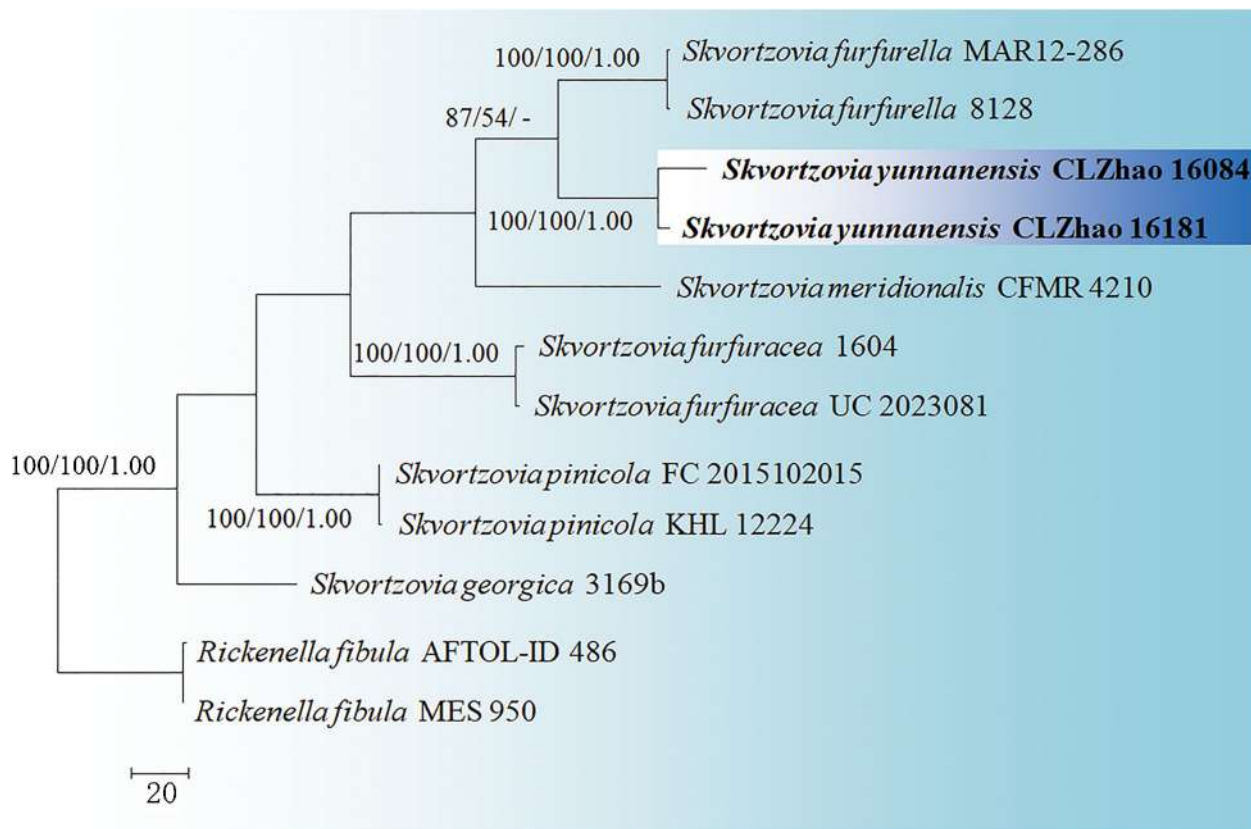 100/100/1.00
Skvortzovia furfurella MAR12-286
87/54/ -
Skvortzovia furfurella 8128
Skvortzovia yunnanensis CLZhao 16084
100/100/1.00
Skvortzovia yunnanensis CLZhao 16181
Skvortzovia meridionalis CFMR 4210
100/100/1.00
Skvortzovia furfuracea 1604
Skvortzovia furfuracea UC 2023081
100/100/1.00
Skvortzovia pinicola FC 2015102015
100/100/1.00
Skvortzovia pinicola KHL 12224
Skvortzovia georgica 3169b
Rickenella fibula AFTOL-ID 486
Rickenella fibula MES 950
20